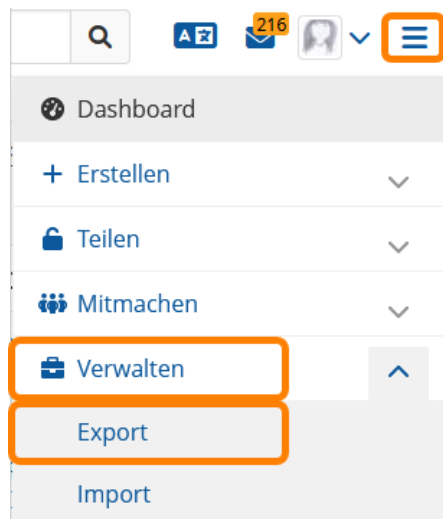 A
216
Dashboard
Erstellen
Teilen
Mitmachen
Verwalten
Export
Import